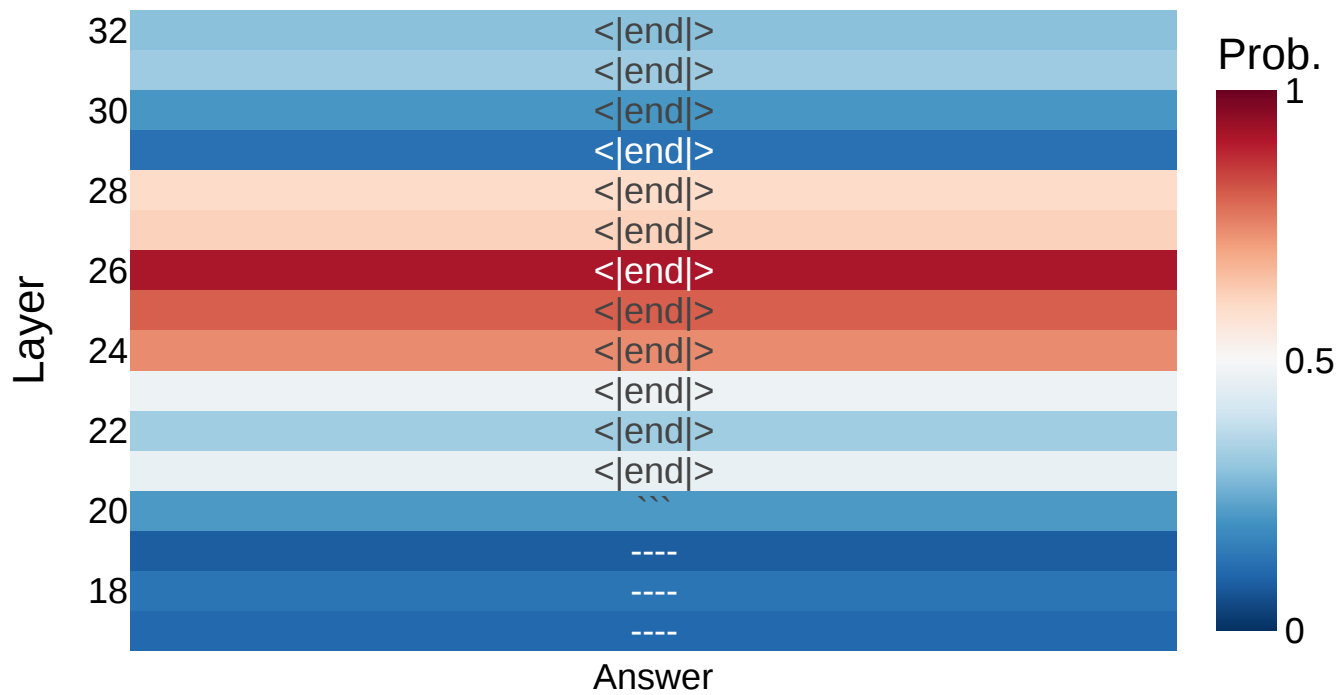 Prob.
32 <|end|>
<|end|>
1
30 <|end|>
<|end|>
28 <|end|>
<|end|>
26 <|end|>
<|end|>
24 <|end|>
0.5
<|end|>
22 <|end|>
<|end|>
20 ```
----
18 ----
----
0
Layer
Answer